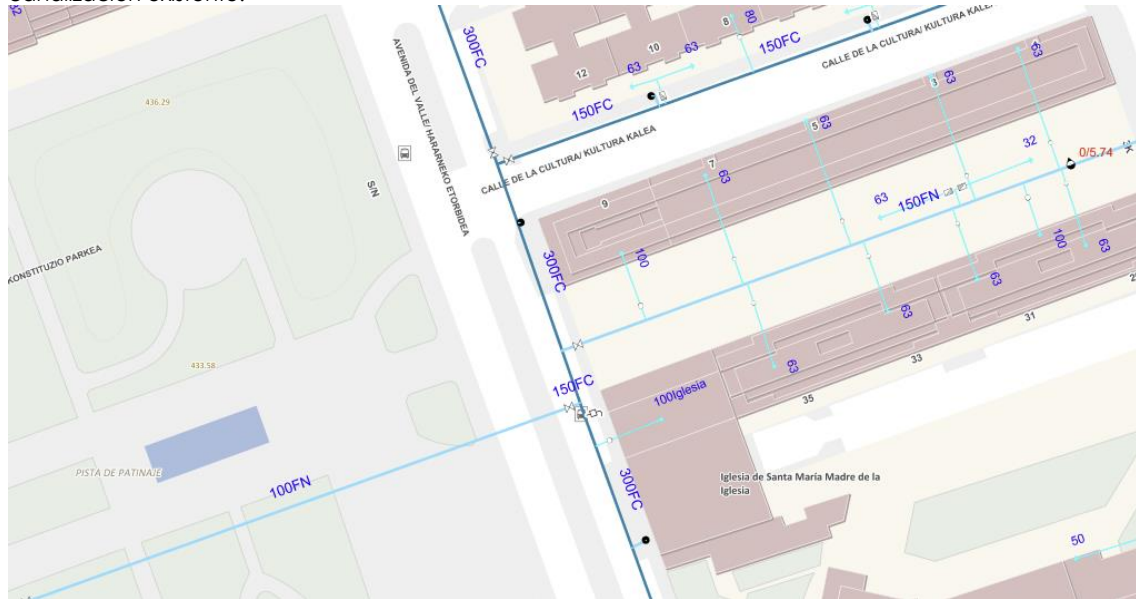 canalización existente.
300FC
8
80
150FC
10
63
63
12
CALLE DE LA CULTURA/ KULTURA KALEA
436.29
AVENIDA DEL VALLE/ HARARNEKO ETORBIDEA
150FC
1
3
63
63
5
63
32
0/5.74
CALLE DE LA CULTURA/ KULTURA KALEA
7
63
S/N
9
63
150FN
KONSTITUZIO PARKEA
300FC
100
100
63
63
63
31
433.58
33
63
150FC
100Iglesia
35
PISTA DE PATINAJE
100FN
300FC
Iglesia de Santa María Madre de la
Iglesia
50